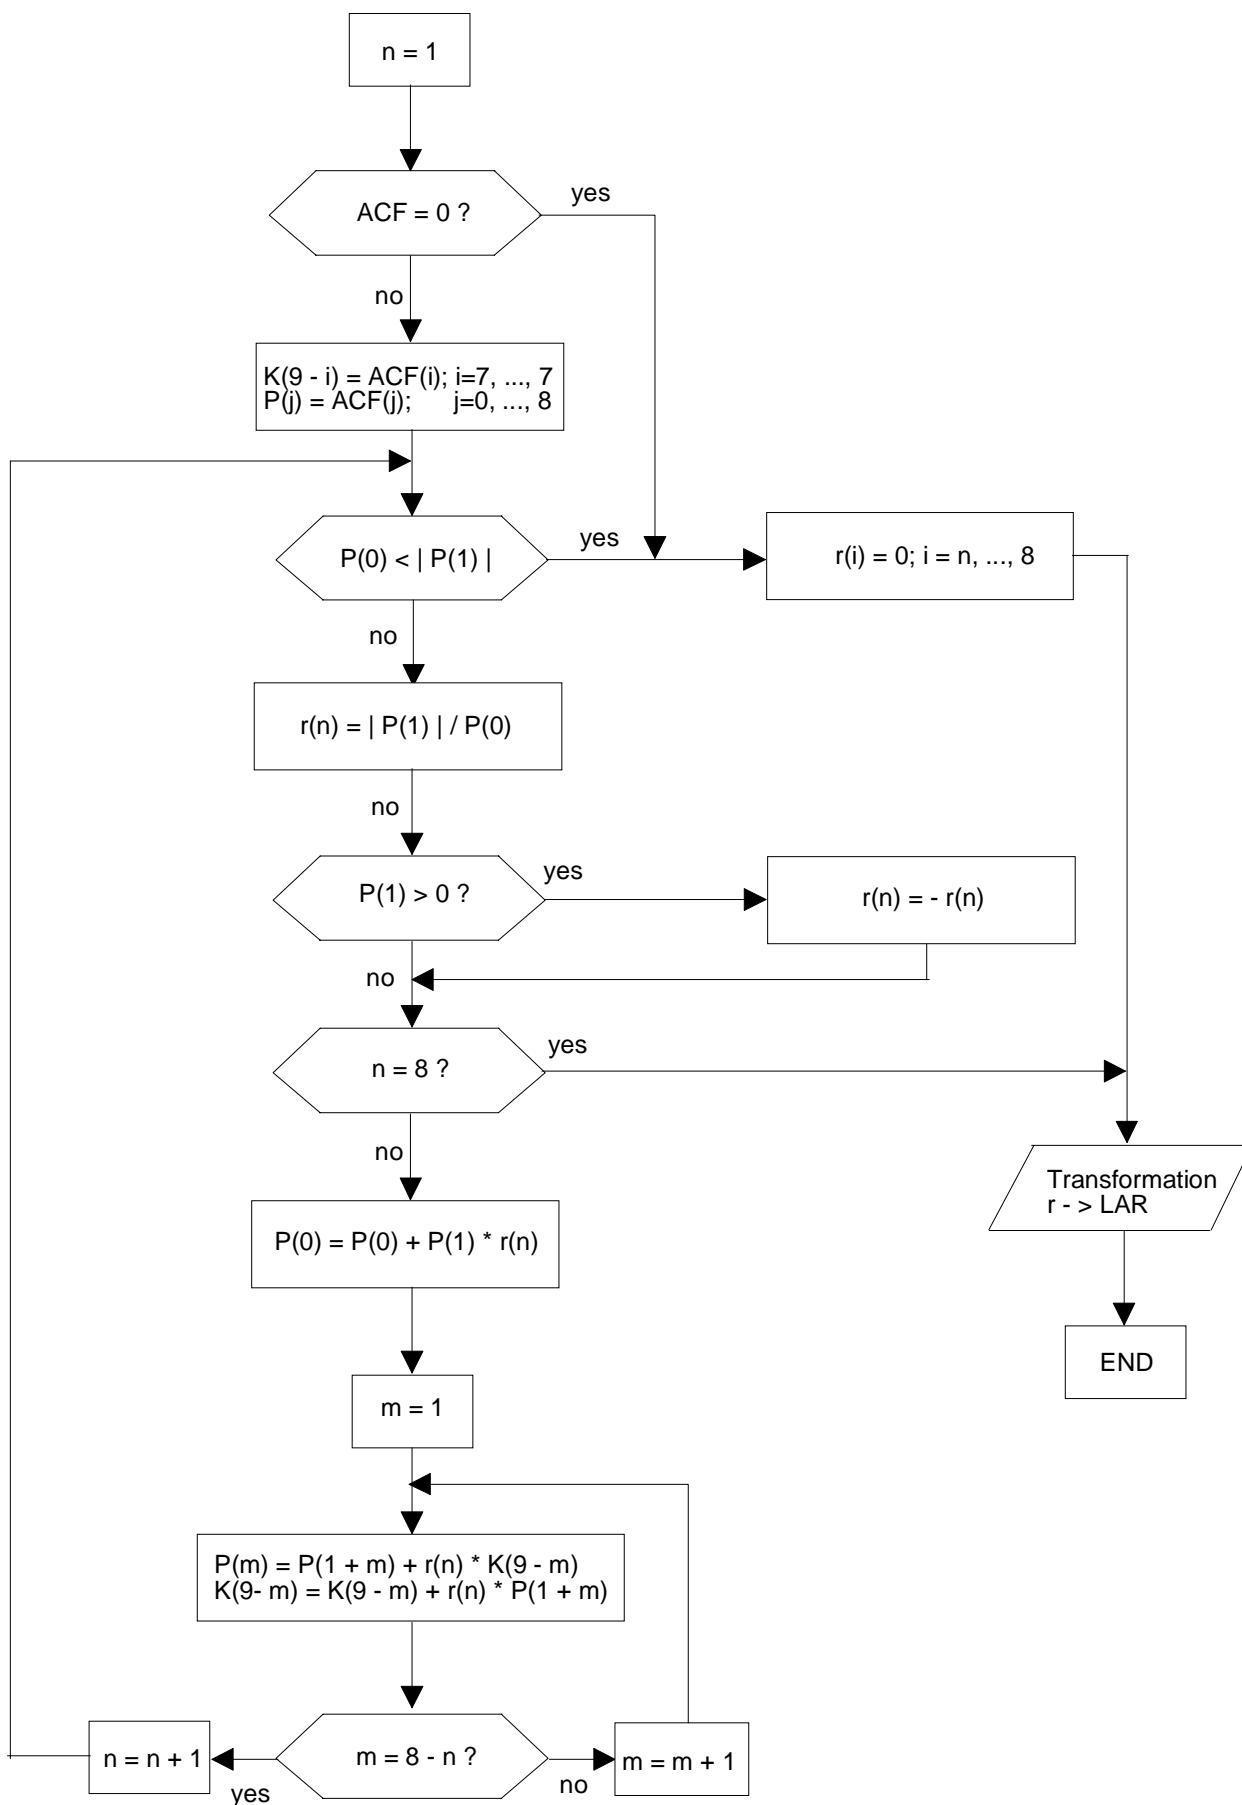 n = 1
ACF = 0 ?
yes
no
K(9 - i) = ACF(i); i=7, ..., 7
P(j) = ACF(j); j=0, ..., 8
P(0) < | P(1) |
yes
r(i) = 0; i = n, ..., 8
no
r(n) = | P(1) | / P(0)
no
P(1) > 0 ?
yes
r(n) = - r(n)
no
n = 8 ?
yes
no
Transformation
r - > LAR
P(0) = P(0) + P(1) * r(n)
END
m = 1
P(m) = P(1 + m) + r(n) * K(9 - m)
K(9- m) = K(9 - m) + r(n) * P(1 + m)
n = n + 1
yes
m = 8 - n ?
no
m = m + 1